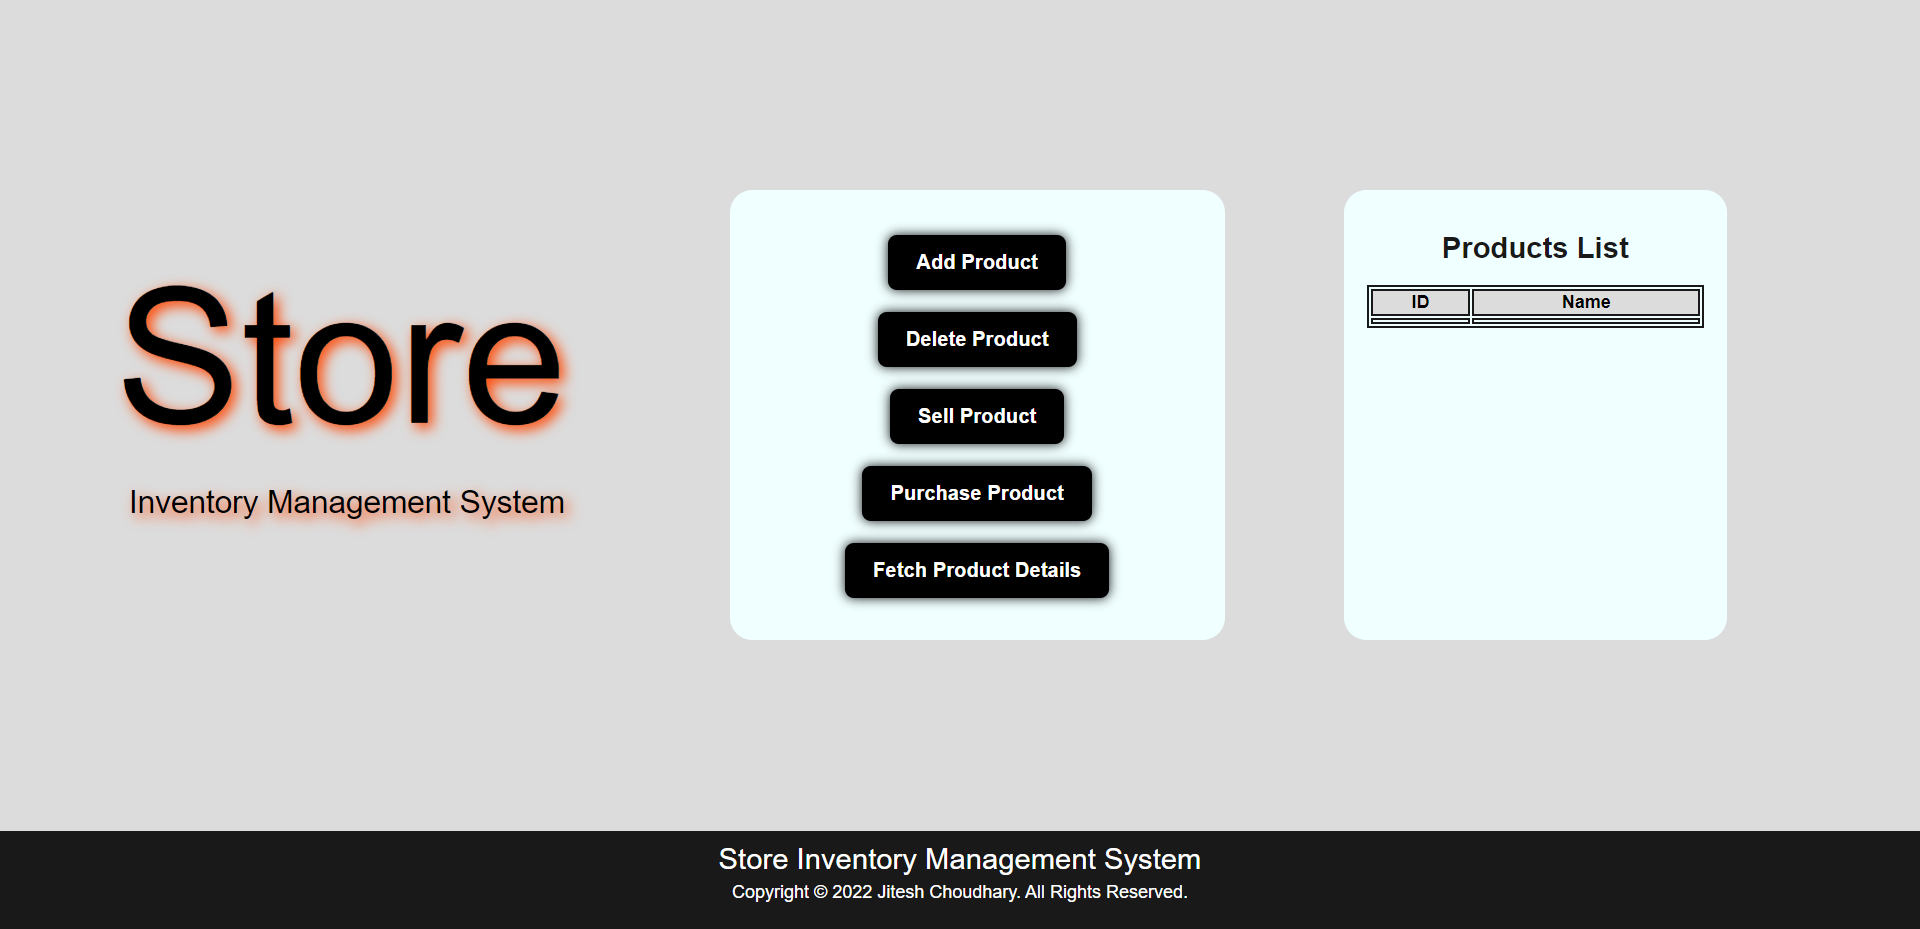 Store
Inventory Management System
Add Product
Delete Product
Sell Product
Purchase Product
Fetch Product Details
Products List
ID Name
Store Inventory Management System
Copyright © 2022 Jitesh Choudhary. All Rights Reserved.